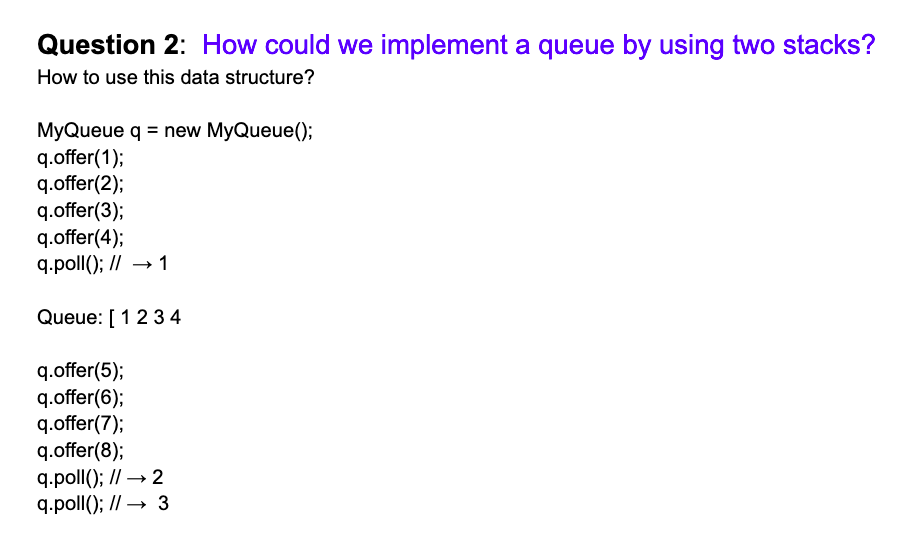 Question 2:  How could we implement a queue by using two stacks?
How to use this data structure?
MyQueue q = new MyQueue();
q.offer(1);
q.offer(2);
q.offer(3);
q.offer(4);
q.poll(); //  → 1
Queue: [ 1 2 3 4
q.offer(5);
q.offer(6);
q.offer(7);
q.offer(8);
q.poll(); // → 2
q.poll(); // →  3